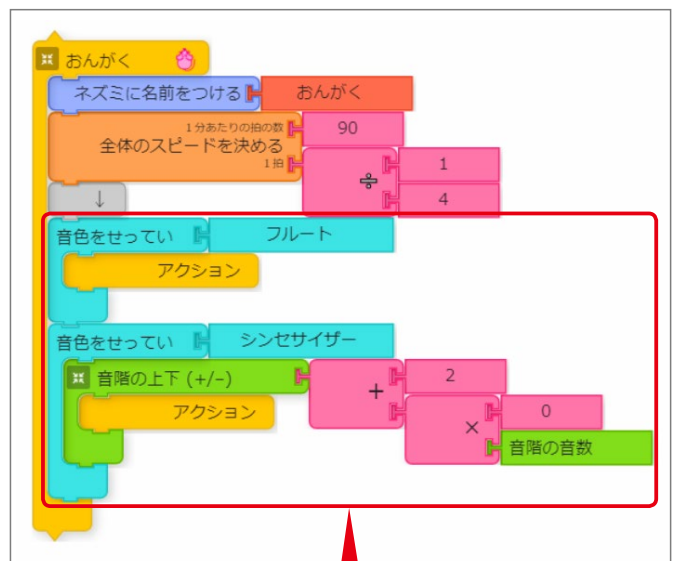 おんがく
ネズミに名前をつける おんがく
1分あたりの拍の数 90
全体のスピードを決める
1拍
÷ 1
4
↓
音色をせってい フルート
アクション
音色をせってい シンセサイザー
音階の上下 (+/−) + 2
アクション
× 0
音階の音数